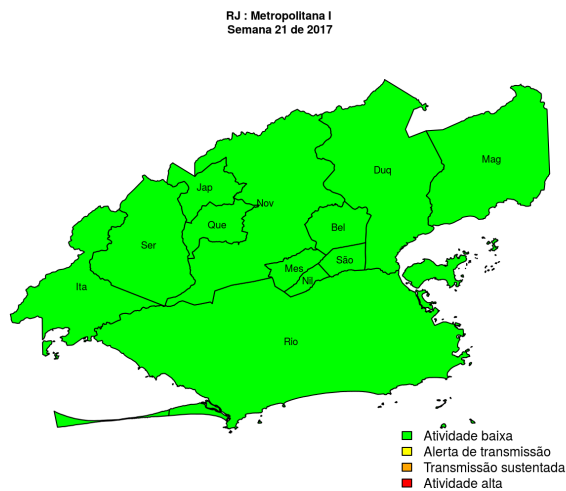 RJ : Metropolitana I
Semana 21 de 2017
Mag
Duq
Jap
Nov
Que
Bel
Ser
São
Mes
Nil
Ita
Rio
Atividade baixa
Alerta de transmissão
Transmissão sustentada
Atividade alta